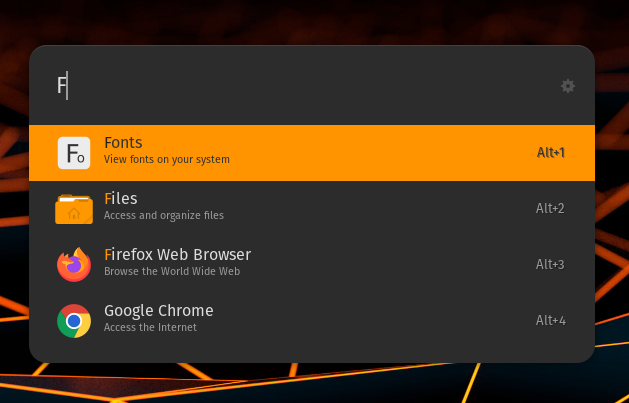 F
Fo
Fonts
View fonts on your system
Alt+1
Files
Access and organize files
Alt+2
Firefox Web Browser
Browse the World Wide Web
Alt+3
Google Chrome
Access the Internet
Alt+4